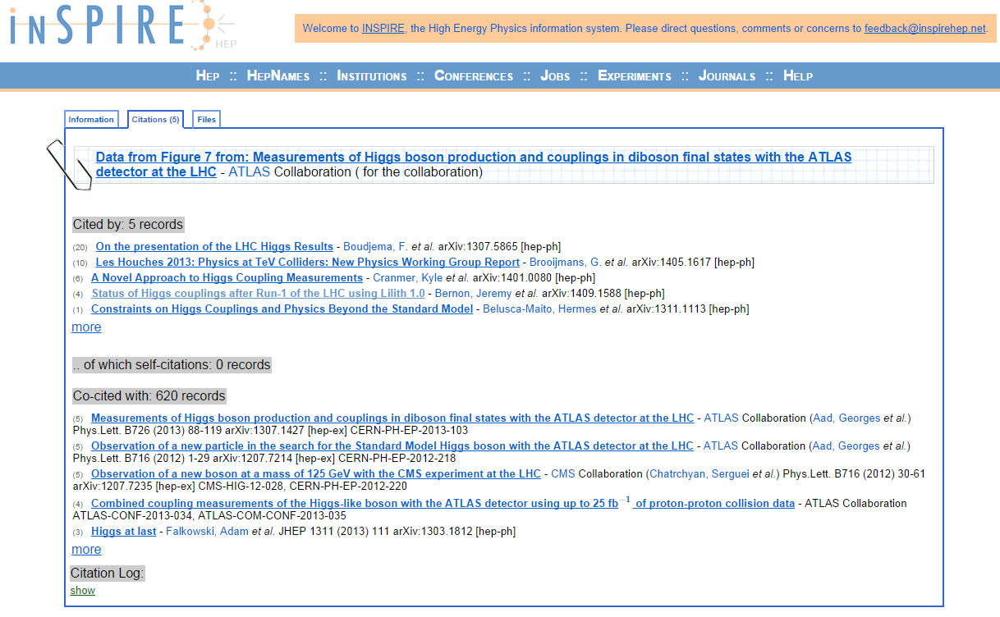 inSPIRE HEP
Welcome to INSPIRE, the High Energy Physics information system. Please direct questions, comments or concerns to feedback@inspirehep.net.
HEP :: HEPNAMES :: INSTITUTIONS :: CONFERENCES :: JOBS :: EXPERIMENTS :: JOURNALS :: HELP
Information Citations (5) Files
Data from Figure 7 from: Measurements of Higgs boson production and couplings in diboson final states with the ATLAS
detector at the LHC - ATLAS Collaboration ( for the collaboration)
Cited by: 5 records
(20) On the presentation of the LHC Higgs Results - Boudjema, F. et al. arXiv:1307.5865 [hep-ph]
(10) Les Houches 2013: Physics at TeV Colliders: New Physics Working Group Report - Brooijmans, G. et al. arXiv:1405.1617 [hep-ph]
(6) A Novel Approach to Higgs Coupling Measurements - Cranmer, Kyle et al. arXiv:1401.0080 [hep-ph]
(4) Status of Higgs couplings after Run-1 of the LHC using Lilith 1.0 - Bernon, Jeremy et al. arXiv:1409.1588 [hep-ph]
(1) Constraints on Higgs Couplings and Physics Beyond the Standard Model - Belusca-Maito, Hermes et al. arXiv:1311.1113 [hep-ph]
more
.. of which self-citations: 0 records
Co-cited with: 620 records
(5) Measurements of Higgs boson production and couplings in diboson final states with the ATLAS detector at the LHC - ATLAS Collaboration (Aad, Georges et al.)
Phys.Lett. B726 (2013) 88-119 arXiv:1307.1427 [hep-ex] CERN-PH-EP-2013-103
(5) Observation of a new particle in the search for the Standard Model Higgs boson with the ATLAS detector at the LHC - ATLAS Collaboration (Aad, Georges et al.)
Phys.Lett. B716 (2012) 1-29 arXiv:1207.7214 [hep-ex] CERN-PH-EP-2012-218
(5) Observation of a new boson at a mass of 125 GeV with the CMS experiment at the LHC - CMS Collaboration (Chatrchyan, Serguei et al.) Phys.Lett. B716 (2012) 30-61
arXiv:1207.7235 [hep-ex] CMS-HIG-12-028, CERN-PH-EP-2012-220
(4) Combined coupling measurements of the Higgs-like boson with the ATLAS detector using up to 25 fb⁻¹ of proton-proton collision data - ATLAS Collaboration
ATLAS-CONF-2013-034, ATLAS-COM-CONF-2013-035
(3) Higgs at last - Falkowski, Adam et al. JHEP 1311 (2013) 111 arXiv:1303.1812 [hep-ph]
more
Citation Log:
show